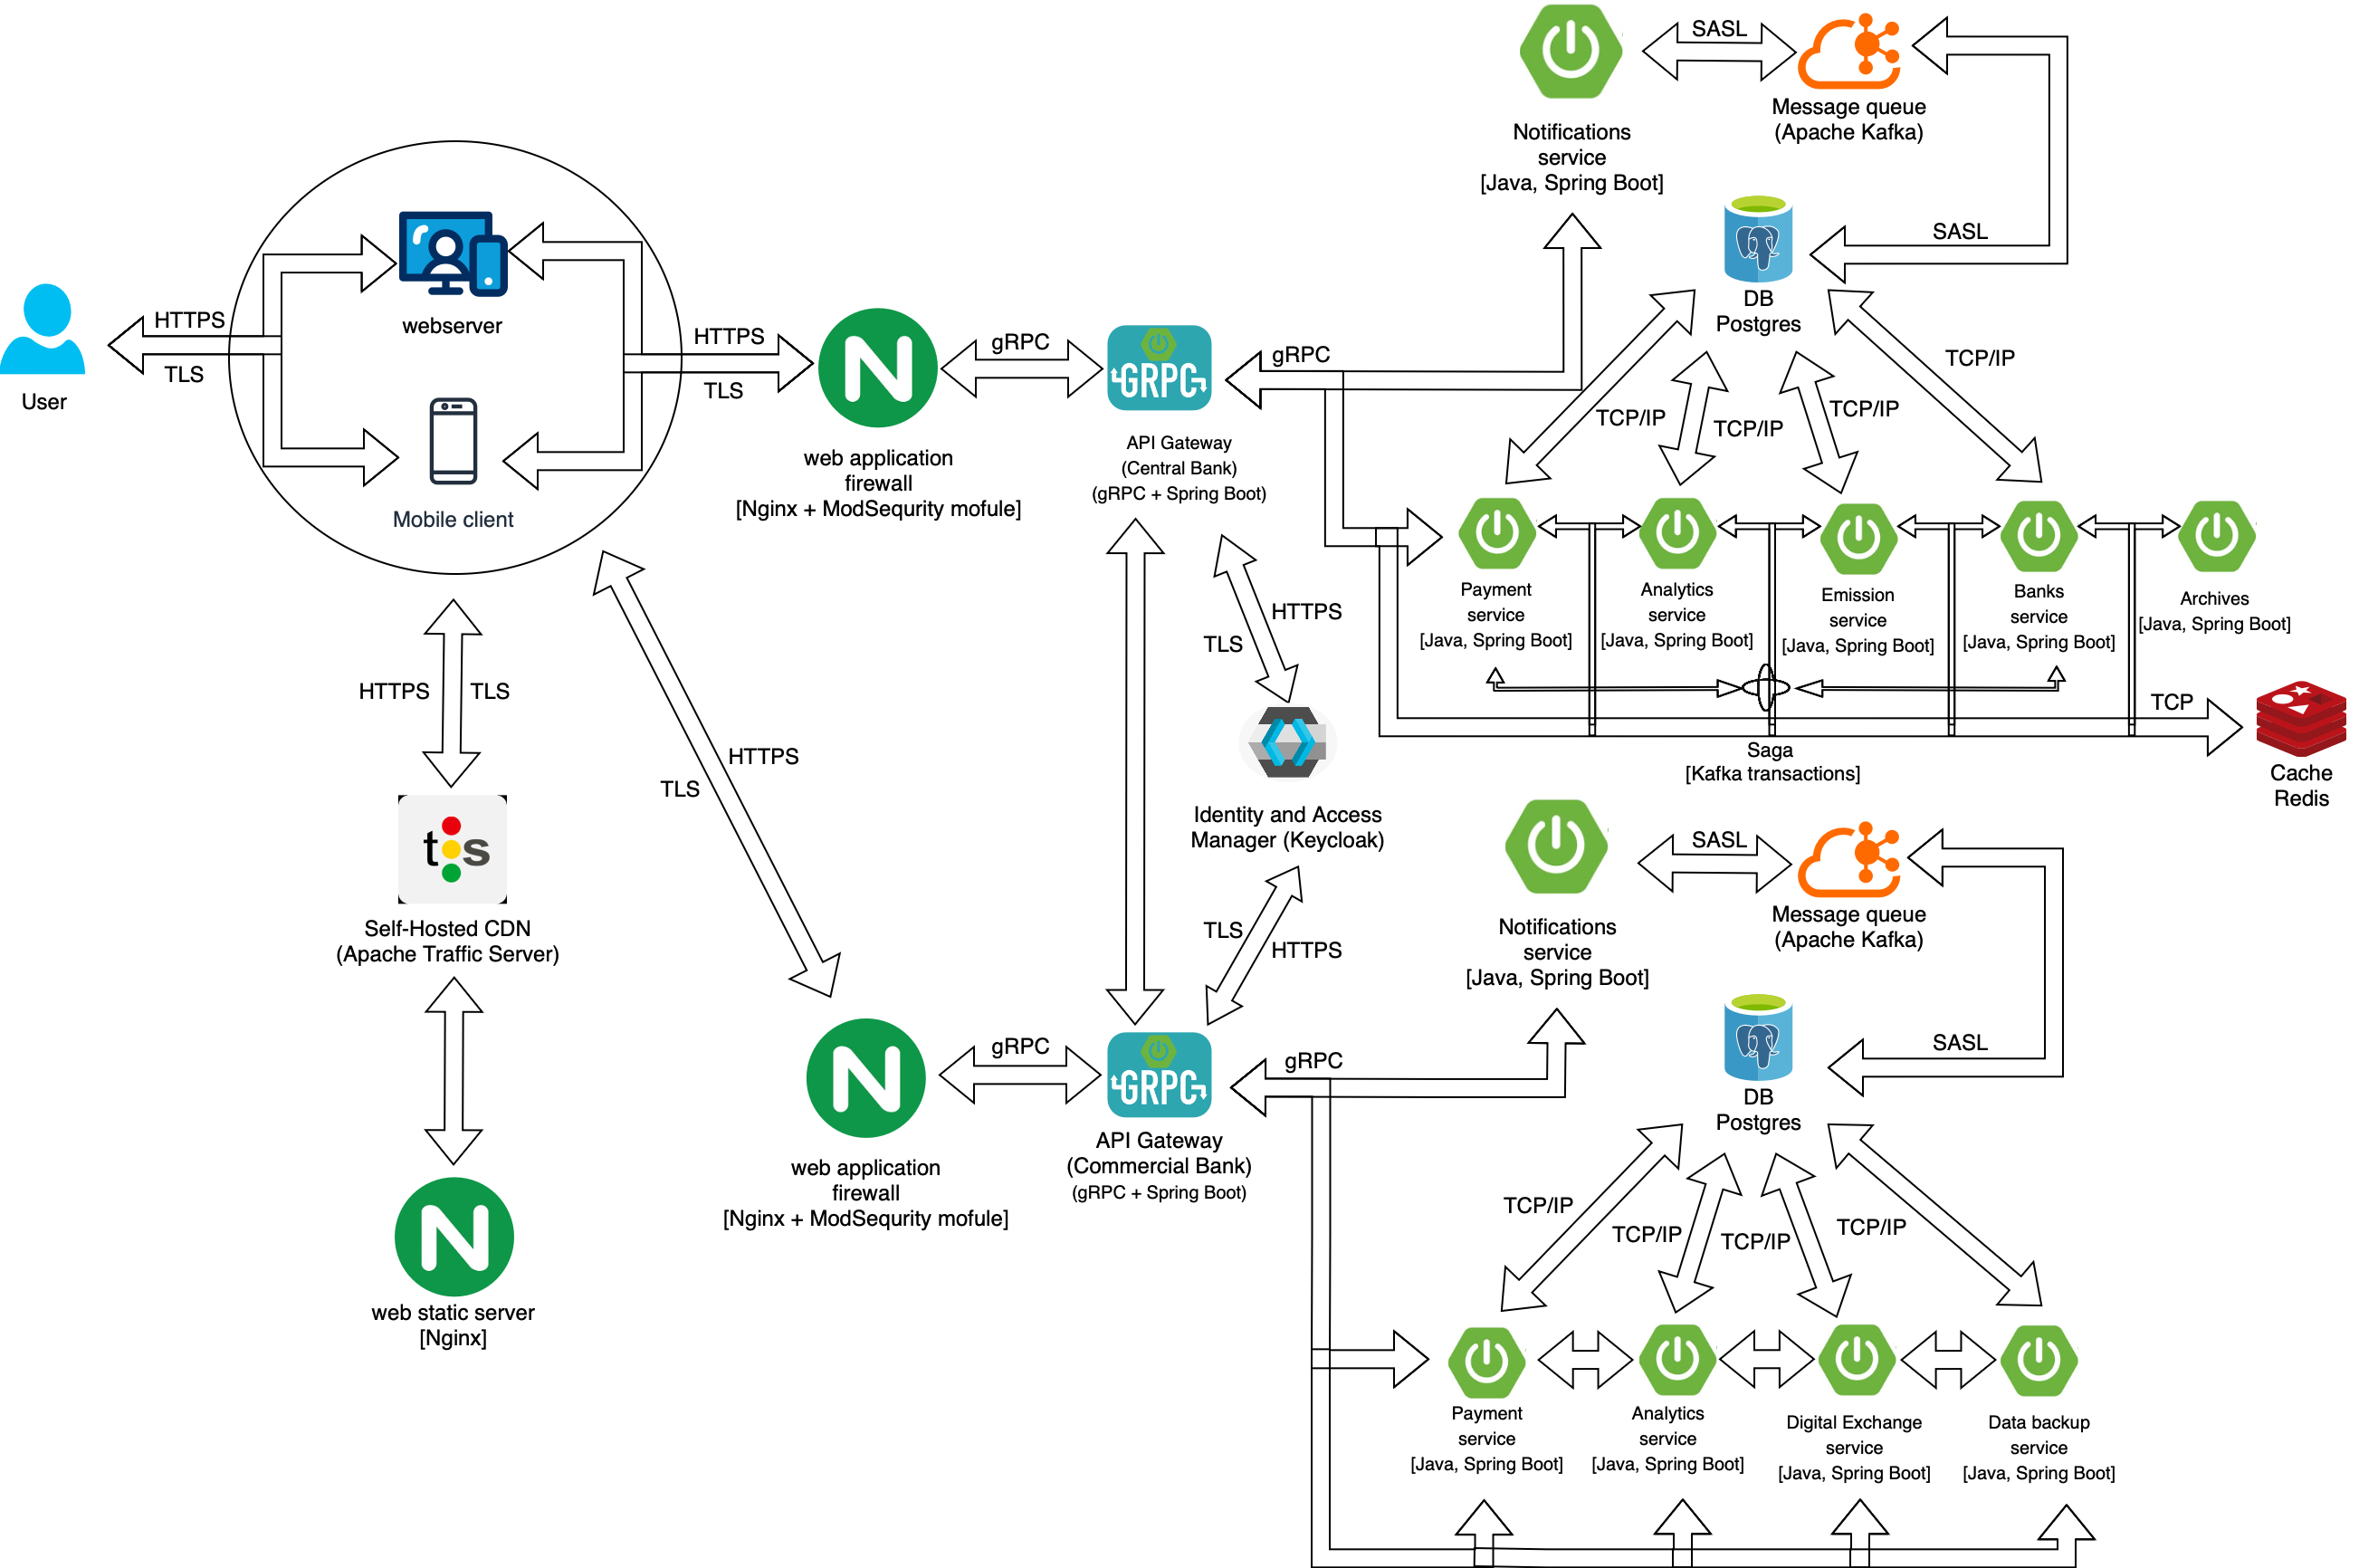 SASL
Message queue
(Apache Kafka)
Notifications
service
[Java, Spring Boot]
SASL
DB
Postgres
webserver
HTTPS
TLS
User
HTTPS
TLS
gRPC
GRPC
gRPC
TCP/IP
TCP/IP
TCP/IP
TCP/IP
web application
firewall
[Nginx + ModSequrity mofule]
API Gateway
(Central Bank)
(gRPC + Spring Boot)
Mobile client
Payment
service
[Java, Spring Boot]
Analytics
service
[Java, Spring Boot]
Emission
service
[Java, Spring Boot]
Banks
service
[Java, Spring Boot]
Archives
[Java, Spring Boot]
HTTPS
TLS
HTTPS
TLS
TCP
Saga
[Kafka transactions]
Cache
Redis
HTTPS
TLS
Identity and Access
Manager (Keycloak)
t:s
Self-Hosted CDN
(Apache Traffic Server)
TLS
HTTPS
SASL
Message queue
(Apache Kafka)
Notifications
service
[Java, Spring Boot]
SASL
DB
Postgres
gRPC
GRPC
gRPC
API Gateway
(Commercial Bank)
(gRPC + Spring Boot)
web application
firewall
[Nginx + ModSequrity mofule]
TCP/IP
TCP/IP
TCP/IP
TCP/IP
web static server
[Nginx]
Payment
service
[Java, Spring Boot]
Analytics
service
[Java, Spring Boot]
Digital Exchange
service
[Java, Spring Boot]
Data backup
service
[Java, Spring Boot]